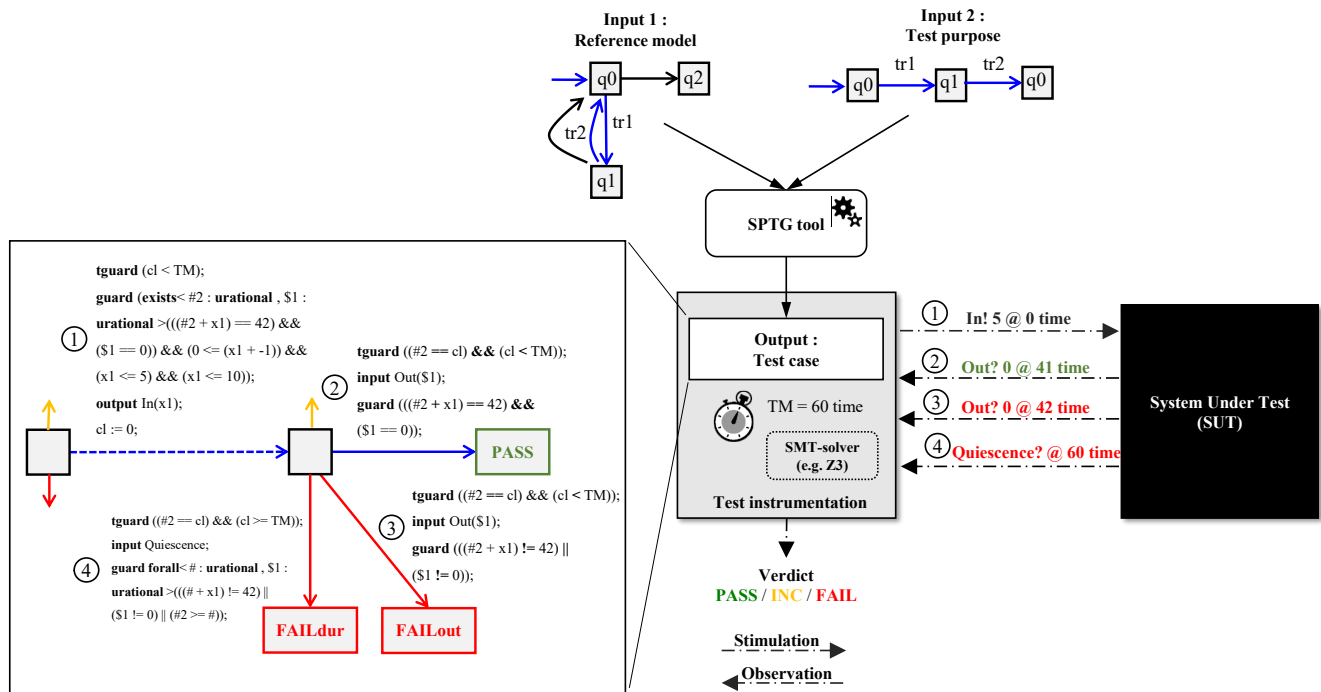 Input 1 :
Reference model
q0
q2
tr2
tr1
q1
Input 2 :
Test purpose
tr1
tr2
q0
q1
q0
SPTG tool
tguard (cl < TM);
guard (exists< #2 : urational , $1 :
urational >(((#2 + x1) == 42) &&
($1 == 0)) && (0 <= (x1 + -1)) &&
(x1 <= 5) && (x1 <= 10));
output In(x1);
cl := 0;
1
tguard ((#2 == cl) && (cl < TM));
input Out($1);
guard (((#2 + x1) == 42) &&
($1 == 0));
2
PASS
tguard ((#2 == cl) && (cl < TM));
input Out($1);
guard (((#2 + x1) != 42) ||
($1 != 0));
3
tguard ((#2 == cl) && (cl >= TM));
input Quiescence;
guard forall< # : urational , $1 :
urational >(((# + x1) != 42) ||
($1 != 0) || (#2 >= #));
4
FAILdur
FAILout
Output :
Test case
TM = 60 time
SMT-solver
(e.g. Z3)
Test instrumentation
1
In! 5 @ 0 time
2
Out? 0 @ 41 time
3
Out? 0 @ 42 time
4
Quiescence? @ 60 time
System Under Test
(SUT)
Verdict
PASS / INC / FAIL
Stimulation
Observation